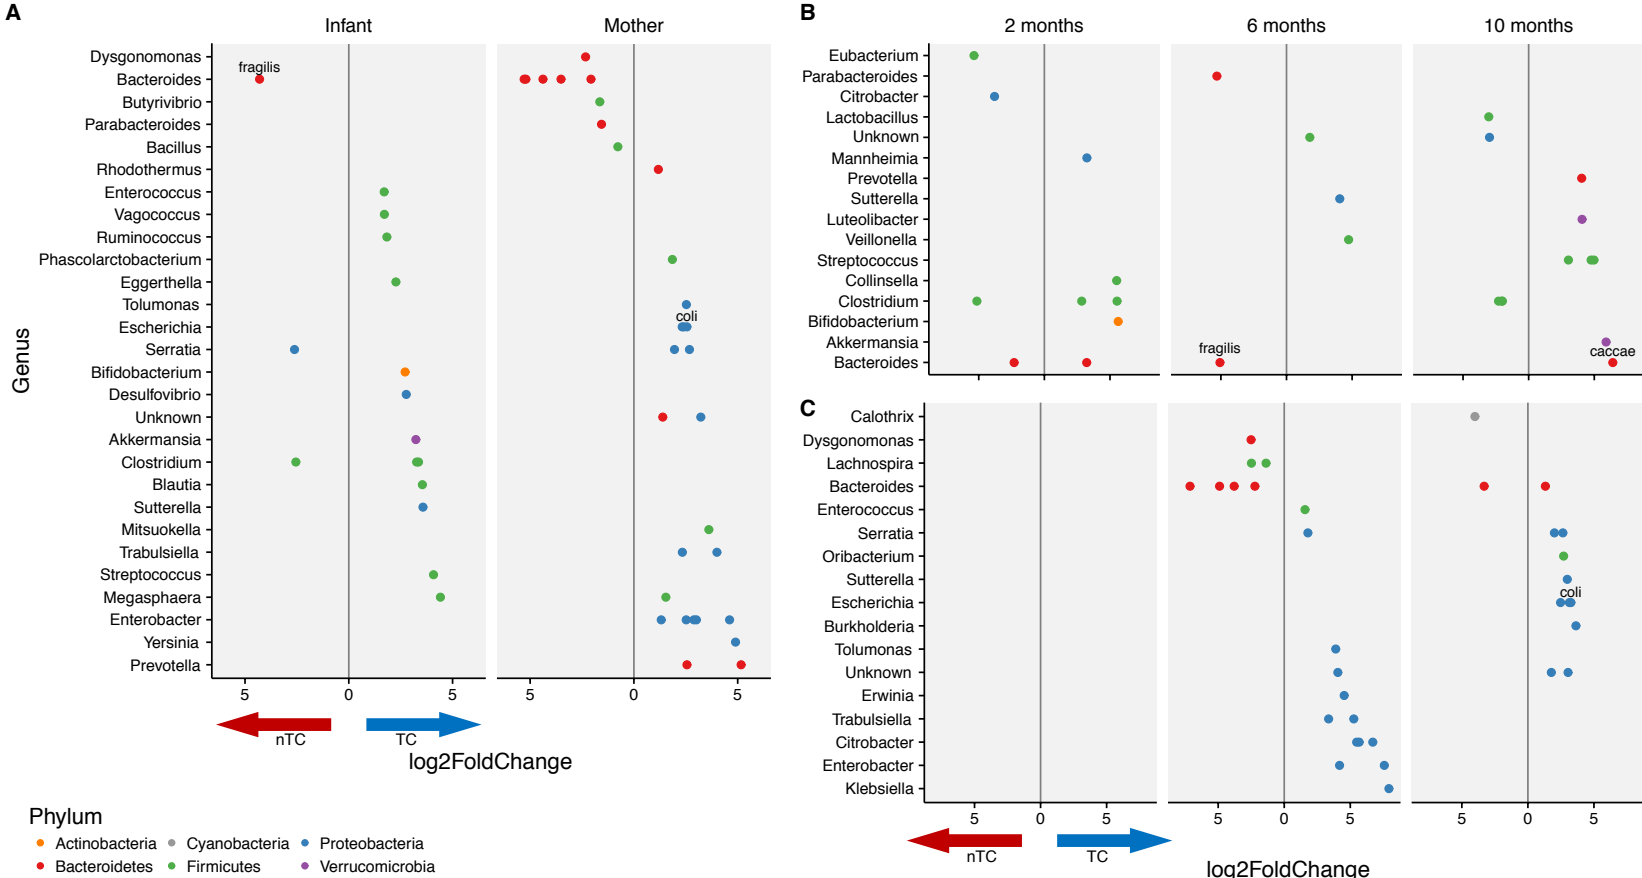 A
Infant
Mother
Genus
Dysgonomonas
Bacteroides
Butyrivibrio
Parabacteroides
Bacillus
Rhodothermus
Enterococcus
Vagococcus
Ruminococcus
Phascolarctobacterium
Eggerthella
Tolumonas
Escherichia
Serratia
Bifidobacterium
Desulfovibrio
Unknown
Akkermansia
Clostridium
Blautia
Sutterella
Mitsuokella
Trabulsiella
Streptococcus
Megasphaera
Enterobacter
Yersinia
Prevotella
fragilis
coli
5 0 5 5 0 5
nTC TC
log2FoldChange
Phylum
Actinobacteria Cyanobacteria Proteobacteria
Bacteroidetes Firmicutes Verrucomicrobia
B
2 months 6 months 10 months
Eubacterium
Parabacteroides
Citrobacter
Lactobacillus
Unknown
Mannheimia
Prevotella
Sutterella
Luteolibacter
Veillonella
Streptococcus
Collinsella
Clostridium
Bifidobacterium
Akkermansia
Bacteroides
fragilis
caccae
C
Calothrix
Dysgonomonas
Lachnospira
Bacteroides
Enterococcus
Serratia
Oribacterium
Sutterella
Escherichia
Burkholderia
Tolumonas
Unknown
Erwinia
Trabulsiella
Citrobacter
Enterobacter
Klebsiella
coli
5 0 5 5 0 5 5 0 5
nTC TC
log2FoldChange